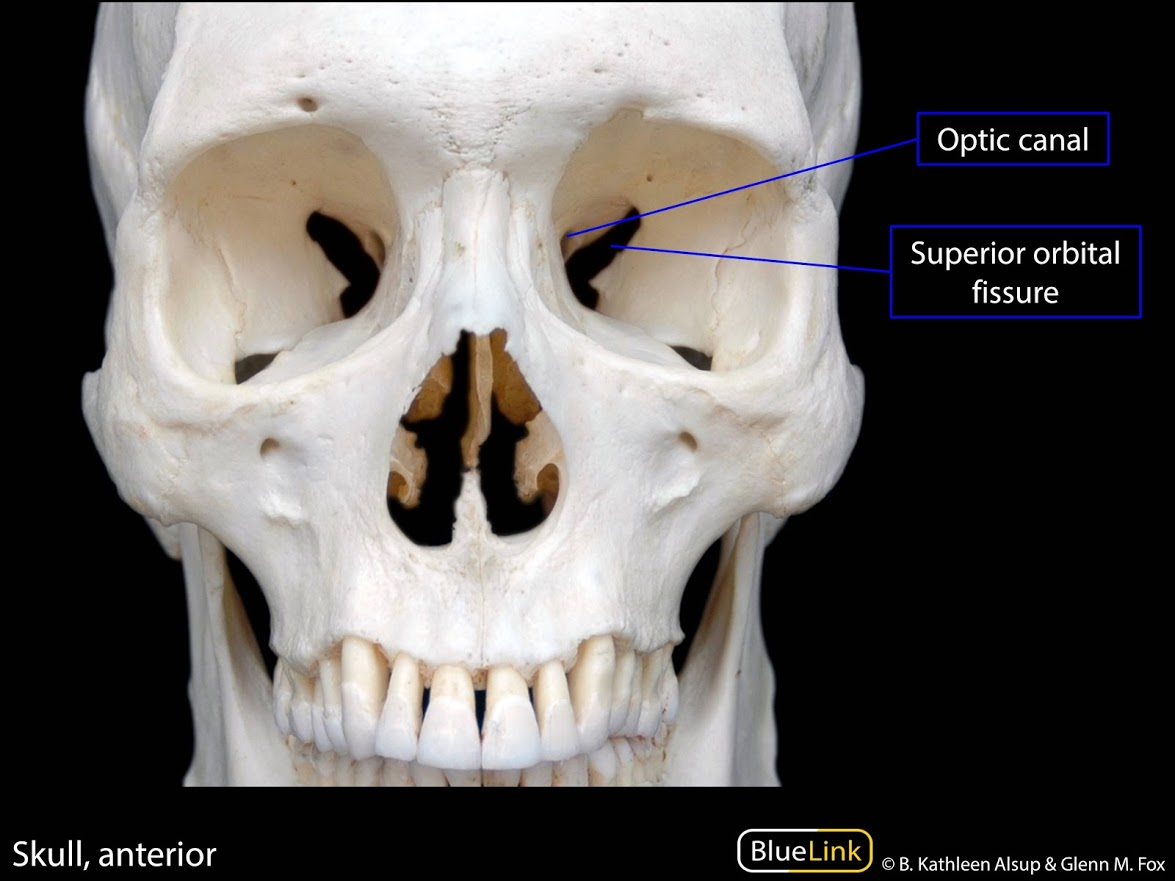 Optic canal
Superior orbital
fissure
Skull, anterior
BlueLink
© B. Kathleen Alsup & Glenn M. Fox